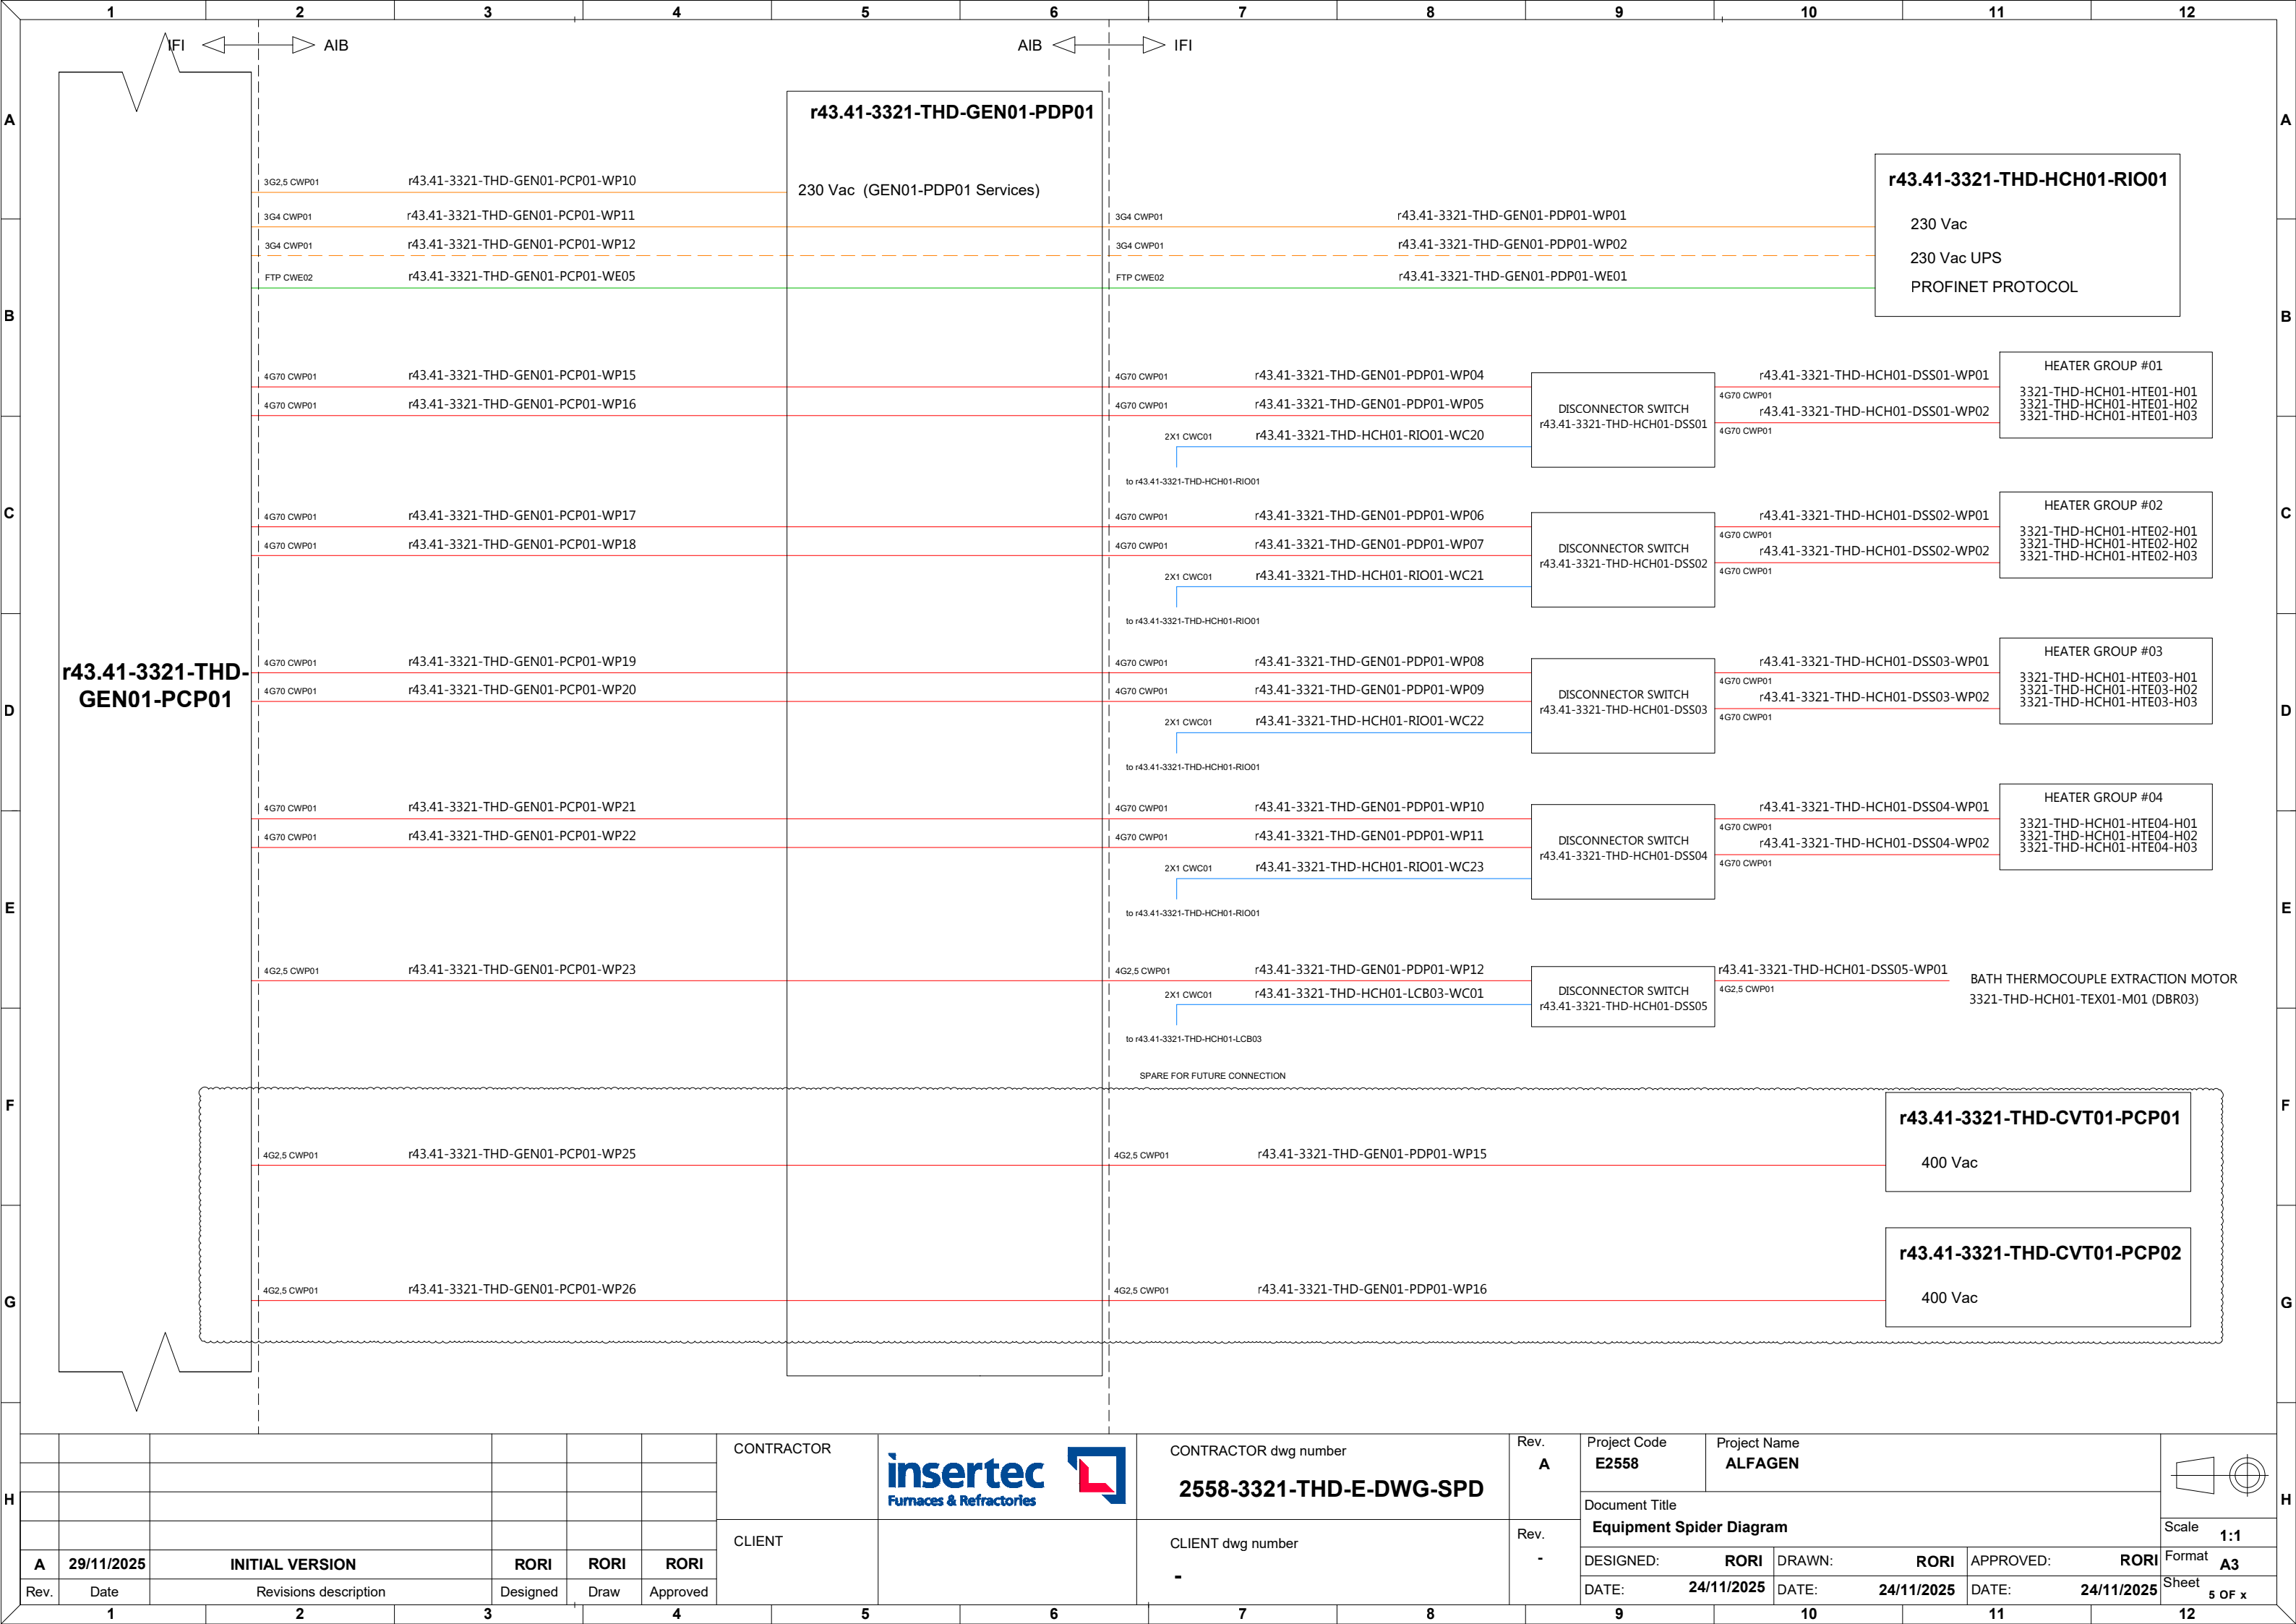 1 2 3 4 5 6 7 8 9 10 11 12
IFI AIB AIB IFI
A A
r43.41-3321-THD-GEN01-PDP01
r43.41-3321-THD-HCH01-RIO01
3G2,5 CWP01 r43.41-3321-THD-GEN01-PCP01-WP10
230 Vac (GEN01-PDP01 Services)
3G4 CWP01 r43.41-3321-THD-GEN01-PCP01-WP11 3G4 CWP01 r43.41-3321-THD-GEN01-PDP01-WP01
230 Vac
3G4 CWP01 r43.41-3321-THD-GEN01-PCP01-WP12 3G4 CWP01 r43.41-3321-THD-GEN01-PDP01-WP02
230 Vac UPS
FTP CWE02 r43.41-3321-THD-GEN01-PCP01-WE05 FTP CWE02 r43.41-3321-THD-GEN01-PDP01-WE01
PROFINET PROTOCOL
B B
4G70 CWP01 r43.41-3321-THD-GEN01-PCP01-WP15 4G70 CWP01 r43.41-3321-THD-GEN01-PDP01-WP04
4G70 CWP01 r43.41-3321-THD-GEN01-PCP01-WP16 4G70 CWP01 r43.41-3321-THD-GEN01-PDP01-WP05
2X1 CWC01 r43.41-3321-THD-HCH01-RIO01-WC20
to r43.41-3321-THD-HCH01-RIO01
DISCONNECTOR SWITCH
r43.41-3321-THD-HCH01-DSS01
r43.41-3321-THD-HCH01-DSS01-WP01
4G70 CWP01
r43.41-3321-THD-HCH01-DSS01-WP02
4G70 CWP01
HEATER GROUP #01
3321-THD-HCH01-HTE01-H01
3321-THD-HCH01-HTE01-H02
3321-THD-HCH01-HTE01-H03
C C
4G70 CWP01 r43.41-3321-THD-GEN01-PCP01-WP17 4G70 CWP01 r43.41-3321-THD-GEN01-PDP01-WP06
4G70 CWP01 r43.41-3321-THD-GEN01-PCP01-WP18 4G70 CWP01 r43.41-3321-THD-GEN01-PDP01-WP07
2X1 CWC01 r43.41-3321-THD-HCH01-RIO01-WC21
to r43.41-3321-THD-HCH01-RIO01
DISCONNECTOR SWITCH
r43.41-3321-THD-HCH01-DSS02
r43.41-3321-THD-HCH01-DSS02-WP01
4G70 CWP01
r43.41-3321-THD-HCH01-DSS02-WP02
4G70 CWP01
HEATER GROUP #02
3321-THD-HCH01-HTE02-H01
3321-THD-HCH01-HTE02-H02
3321-THD-HCH01-HTE02-H03
r43.41-3321-THD-
GEN01-PCP01
D D
4G70 CWP01 r43.41-3321-THD-GEN01-PCP01-WP19 4G70 CWP01 r43.41-3321-THD-GEN01-PDP01-WP08
4G70 CWP01 r43.41-3321-THD-GEN01-PCP01-WP20 4G70 CWP01 r43.41-3321-THD-GEN01-PDP01-WP09
2X1 CWC01 r43.41-3321-THD-HCH01-RIO01-WC22
to r43.41-3321-THD-HCH01-RIO01
DISCONNECTOR SWITCH
r43.41-3321-THD-HCH01-DSS03
r43.41-3321-THD-HCH01-DSS03-WP01
4G70 CWP01
r43.41-3321-THD-HCH01-DSS03-WP02
4G70 CWP01
HEATER GROUP #03
3321-THD-HCH01-HTE03-H01
3321-THD-HCH01-HTE03-H02
3321-THD-HCH01-HTE03-H03
4G70 CWP01 r43.41-3321-THD-GEN01-PCP01-WP21 4G70 CWP01 r43.41-3321-THD-GEN01-PDP01-WP10
4G70 CWP01 r43.41-3321-THD-GEN01-PCP01-WP22 4G70 CWP01 r43.41-3321-THD-GEN01-PDP01-WP11
2X1 CWC01 r43.41-3321-THD-HCH01-RIO01-WC23
to r43.41-3321-THD-HCH01-RIO01
DISCONNECTOR SWITCH
r43.41-3321-THD-HCH01-DSS04
r43.41-3321-THD-HCH01-DSS04-WP01
4G70 CWP01
r43.41-3321-THD-HCH01-DSS04-WP02
4G70 CWP01
HEATER GROUP #04
3321-THD-HCH01-HTE04-H01
3321-THD-HCH01-HTE04-H02
3321-THD-HCH01-HTE04-H03
E E
4G2,5 CWP01 r43.41-3321-THD-GEN01-PCP01-WP23 4G2,5 CWP01 r43.41-3321-THD-GEN01-PDP01-WP12
2X1 CWC01 r43.41-3321-THD-HCH01-LCB03-WC01
to r43.41-3321-THD-HCH01-LCB03
DISCONNECTOR SWITCH
r43.41-3321-THD-HCH01-DSS05
r43.41-3321-THD-HCH01-DSS05-WP01
4G2,5 CWP01
BATH THERMOCOUPLE EXTRACTION MOTOR
3321-THD-HCH01-TEX01-M01 (DBR03)
SPARE FOR FUTURE CONNECTION
F F
r43.41-3321-THD-CVT01-PCP01
4G2,5 CWP01 r43.41-3321-THD-GEN01-PCP01-WP25 4G2,5 CWP01 r43.41-3321-THD-GEN01-PDP01-WP15
400 Vac
r43.41-3321-THD-CVT01-PCP02
4G2,5 CWP01 r43.41-3321-THD-GEN01-PCP01-WP26 4G2,5 CWP01 r43.41-3321-THD-GEN01-PDP01-WP16
400 Vac
G G
H H
A 29/11/2025 INITIAL VERSION RORI RORI RORI
Rev. Date Revisions description Designed Draw Approved
CONTRACTOR
insertec
Furnaces & Refractories
CLIENT
CONTRACTOR dwg number
2558-3321-THD-E-DWG-SPD
Rev.
A
CLIENT dwg number
-
Rev.
-
Project Code
E2558
Project Name
ALFAGEN
Document Title
Equipment Spider Diagram
DESIGNED: RORI DRAWN: RORI APPROVED: RORI
DATE: 24/11/2025 DATE: 24/11/2025 DATE: 24/11/2025
Scale 1:1
Format A3
Sheet 5 OF x
1 2 3 4 5 6 7 8 9 10 11 12